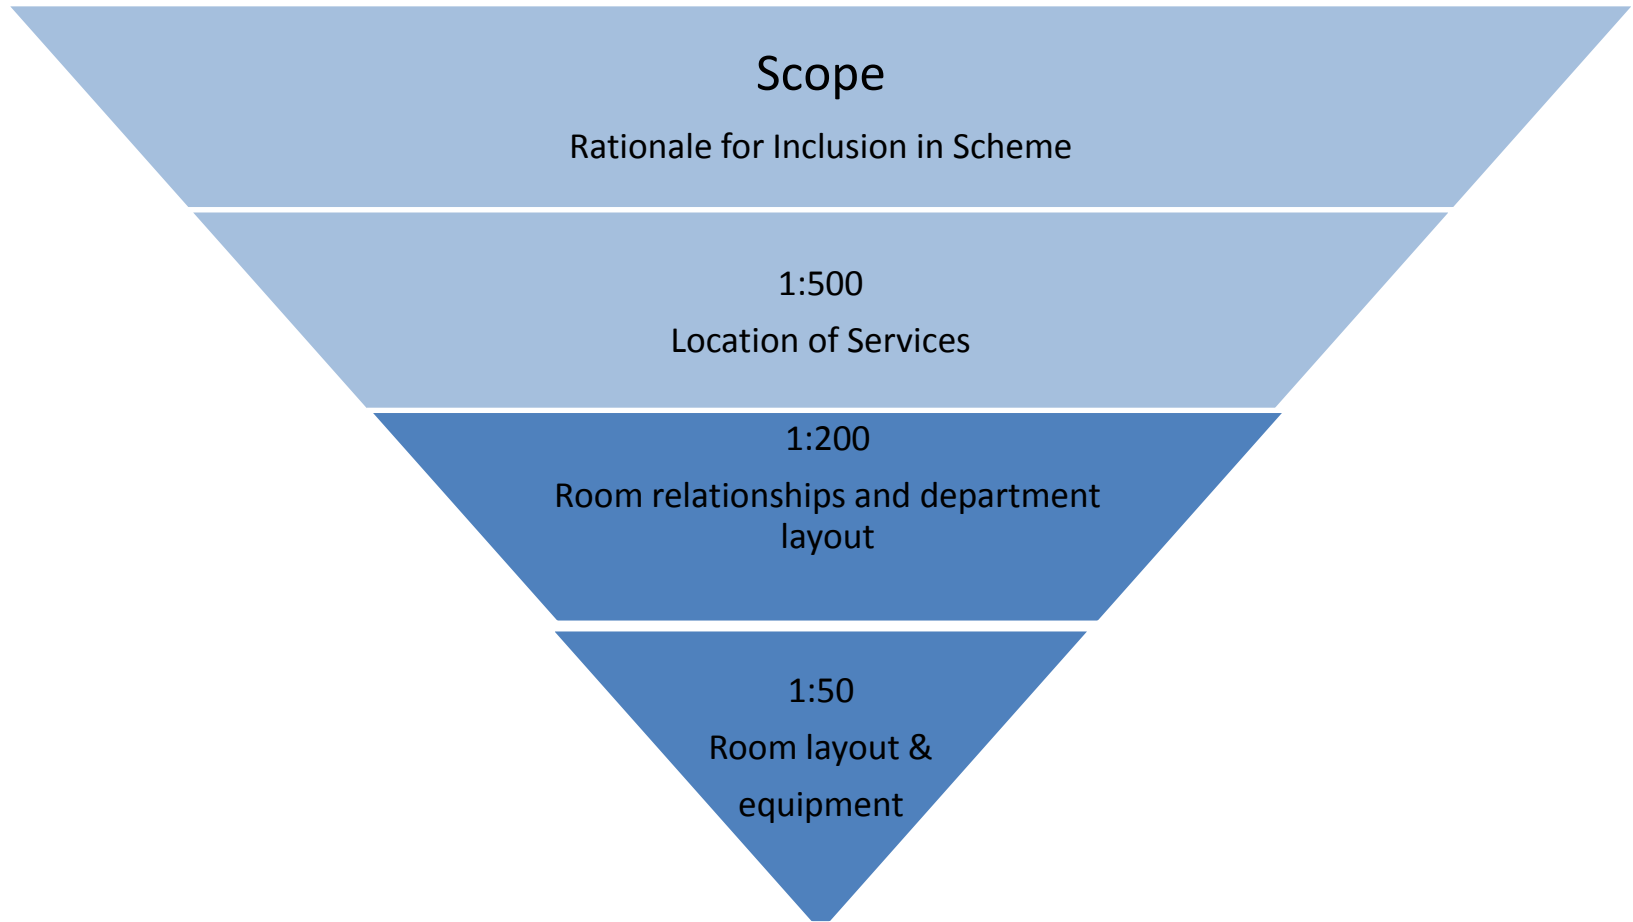 Scope
Rationale for Inclusion in Scheme
1:500
Location of Services
1:200
Room relationships and department
layout
1:50
Room layout &
equipment